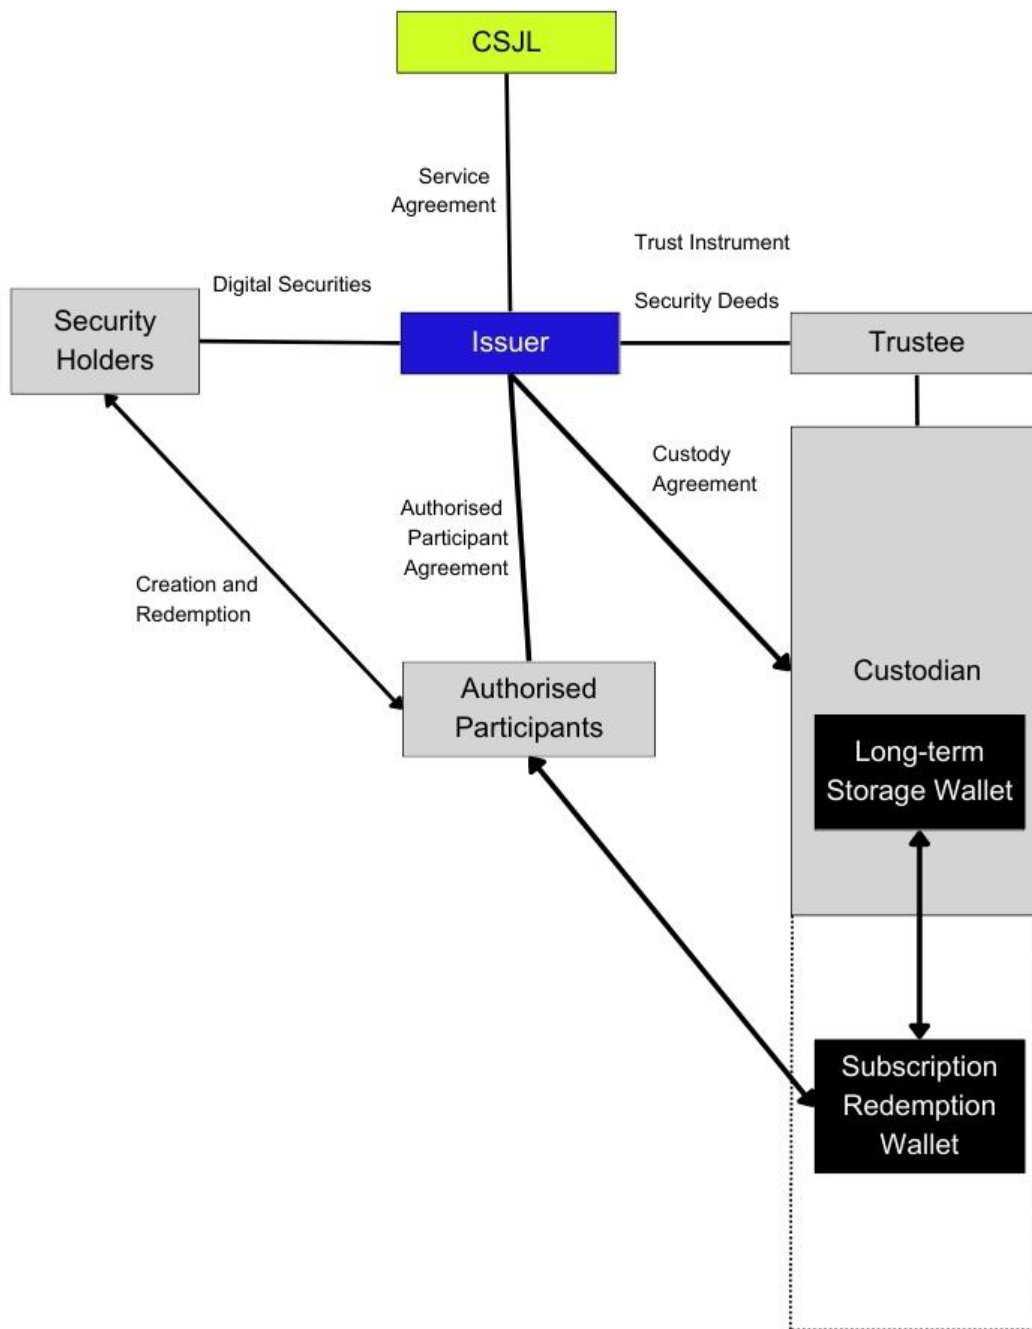 CSJL
Service
Agreement
Trust Instrument
Digital Securities
Security Deeds
Security
Holders
Issuer
Trustee
Custody
Agreement
Authorised
Participant
Agreement
Creation and
Redemption
Custodian
Authorised
Participants
Long-term
Storage Wallet
Subscription
Redemption
Wallet